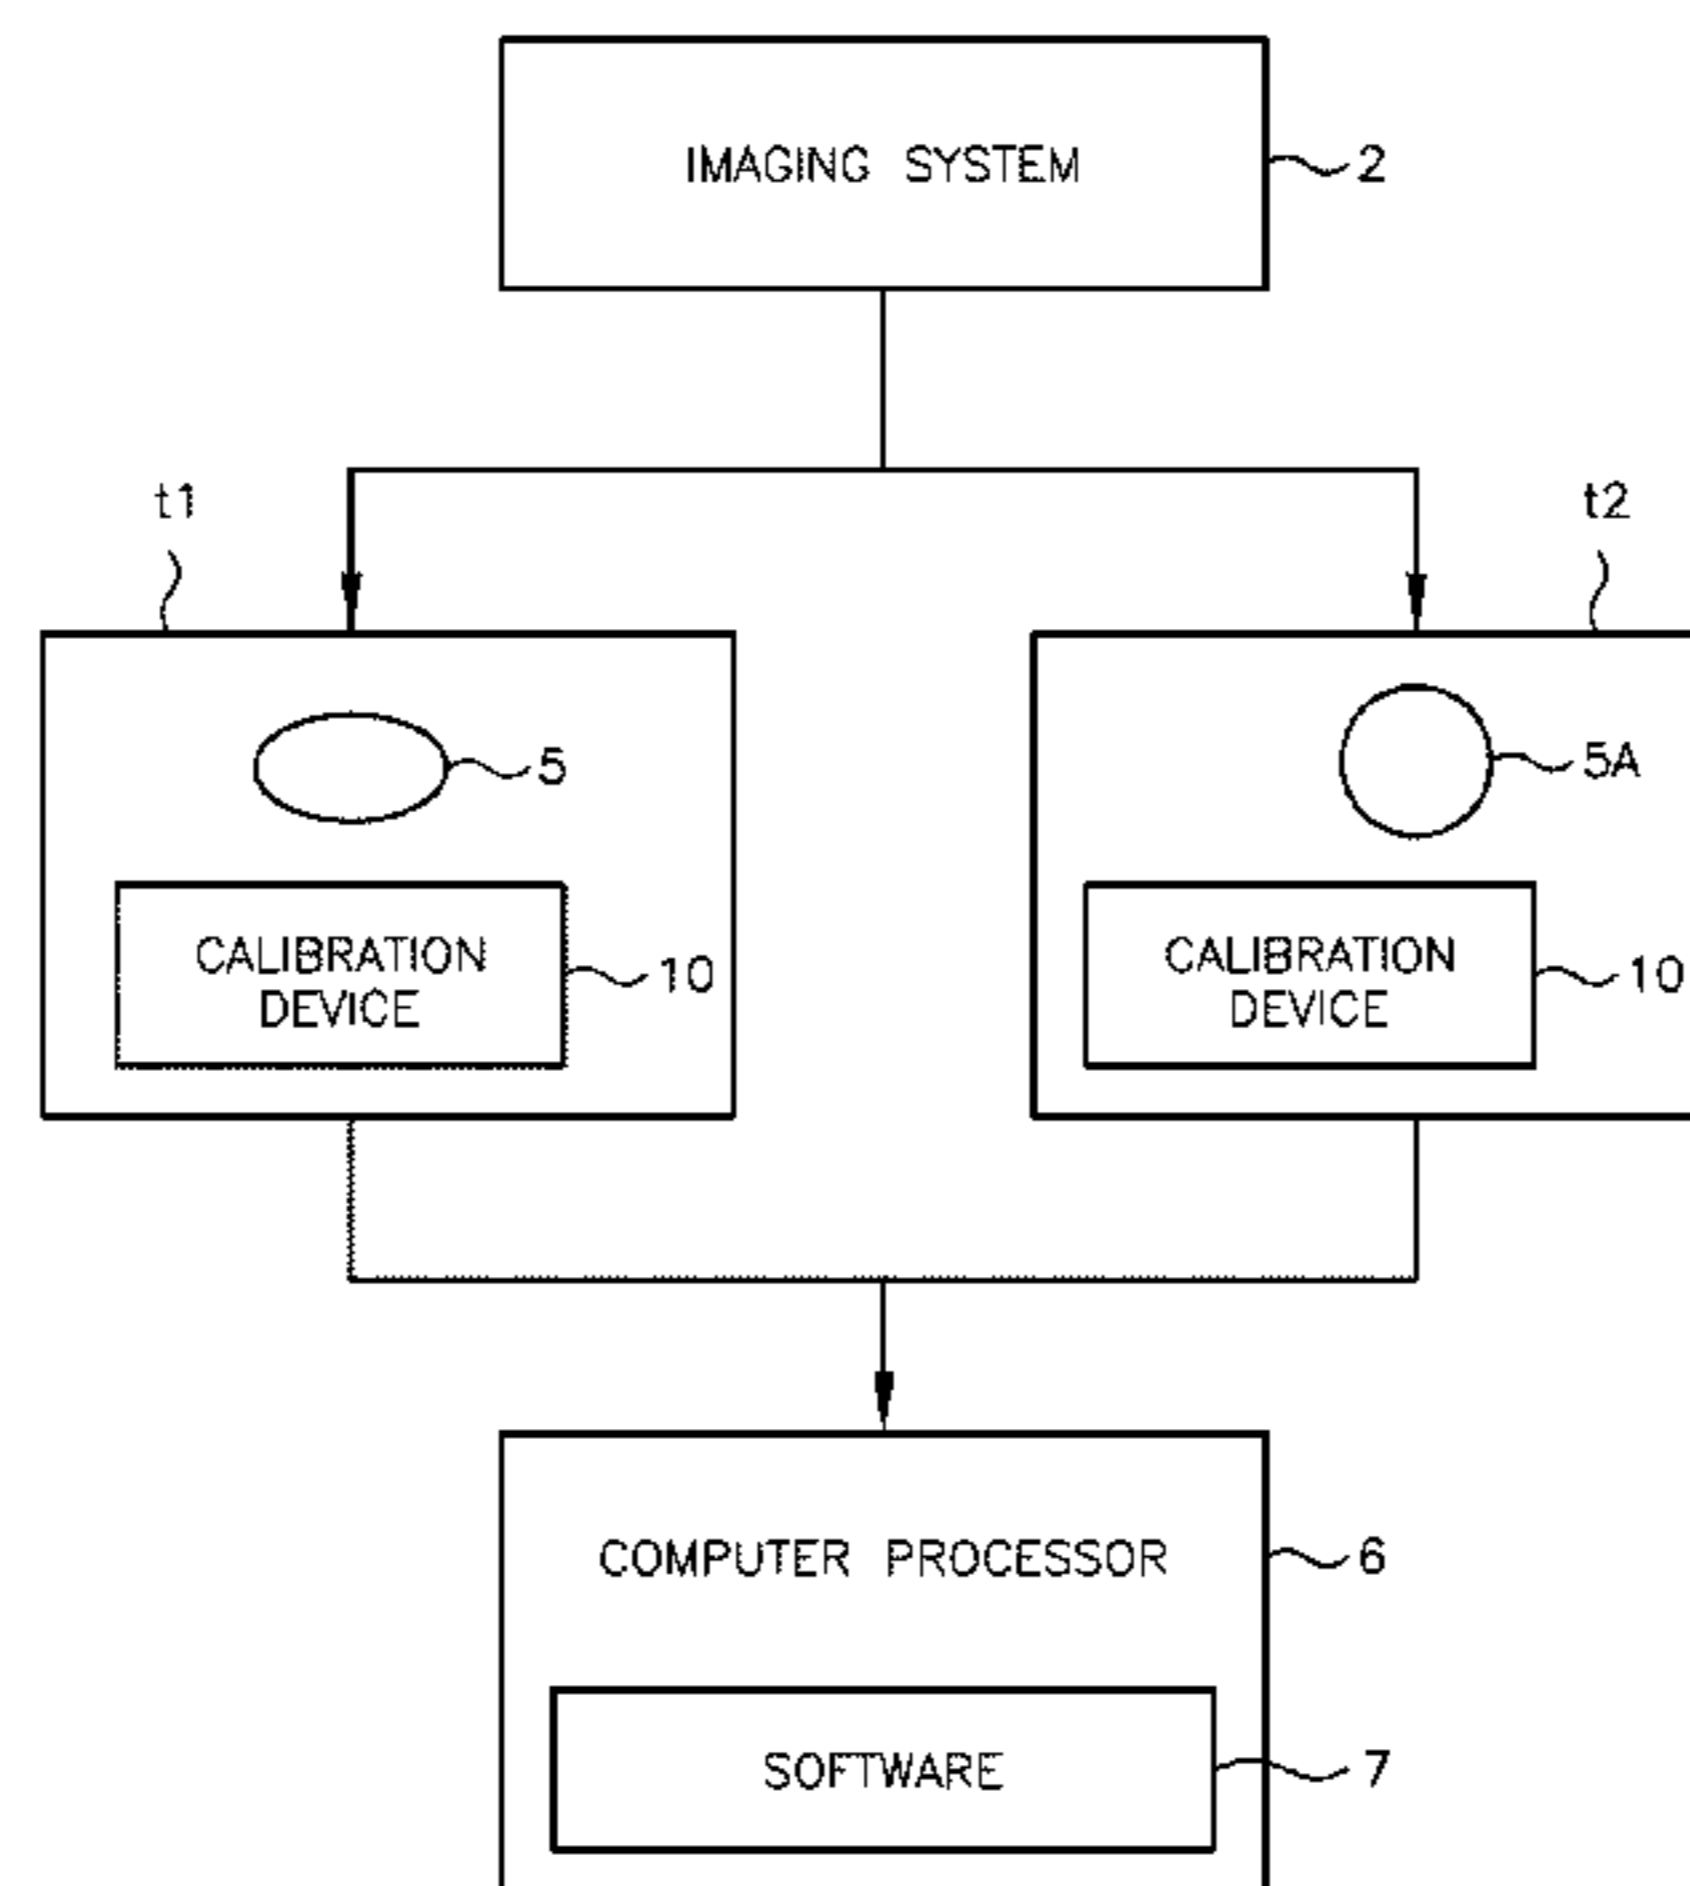 IMAGING SYSTEM
2
t1
t2
5
5A
CALIBRATION
DEVICE
10
CALIBRATION
DEVICE
10
COMPUTER PROCESSOR
6
SOFTWARE
7